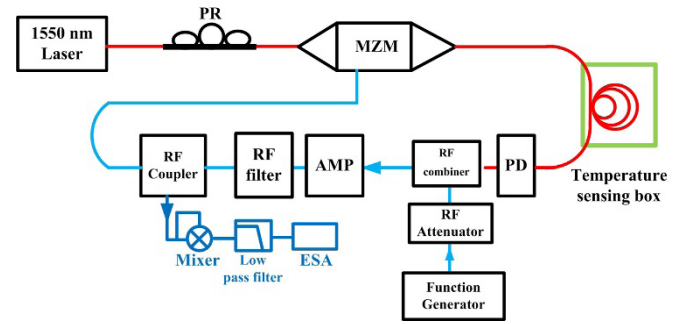 PR
1550 nm
Laser
MZM
RF
Coupler
RF
filter
AMP
RF
combiner
PD
Temperature
sensing box
RF
Attenuator
Mixer
Low
pass filter
ESA
Function
Generator